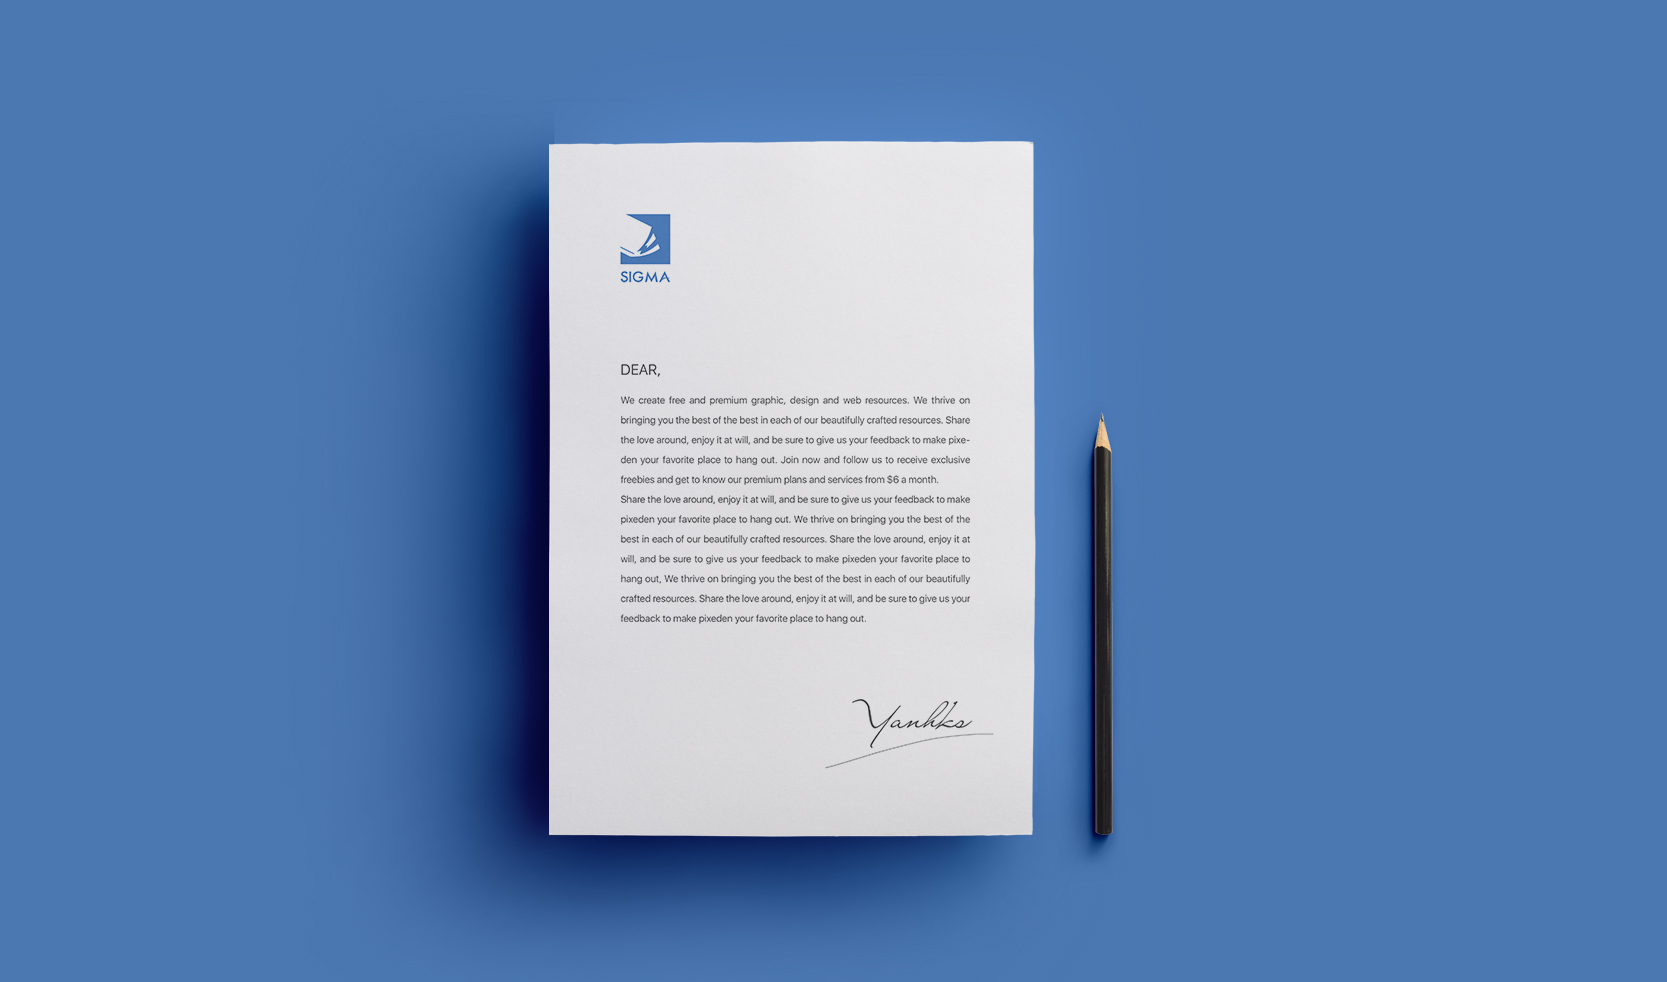 SIGMA
DEAR,
We create free and premium graphic, design and web resources. We thrive on
bringing you the best of the best in each of our beautifully crafted resources. Share
the love around, enjoy it at will, and be sure to give us your feedback to make pixe-
den your favorite place to hang out. Join now and follow us to receive exclusive
freebies and get to know our premium plans and services from $6 a month.
Share the love around, enjoy it at will, and be sure to give us your feedback to make
pixeden your favorite place to hang out. We thrive on bringing you the best of the
best in each of our beautifully crafted resources. Share the love around, enjoy it at
will, and be sure to give us your feedback to make pixeden your favorite place to
hang out, We thrive on bringing you the best of the best in each of our beautifully
crafted resources. Share the love around, enjoy it at will, and be sure to give us your
feedback to make pixeden your favorite place to hang out.
Yanhks